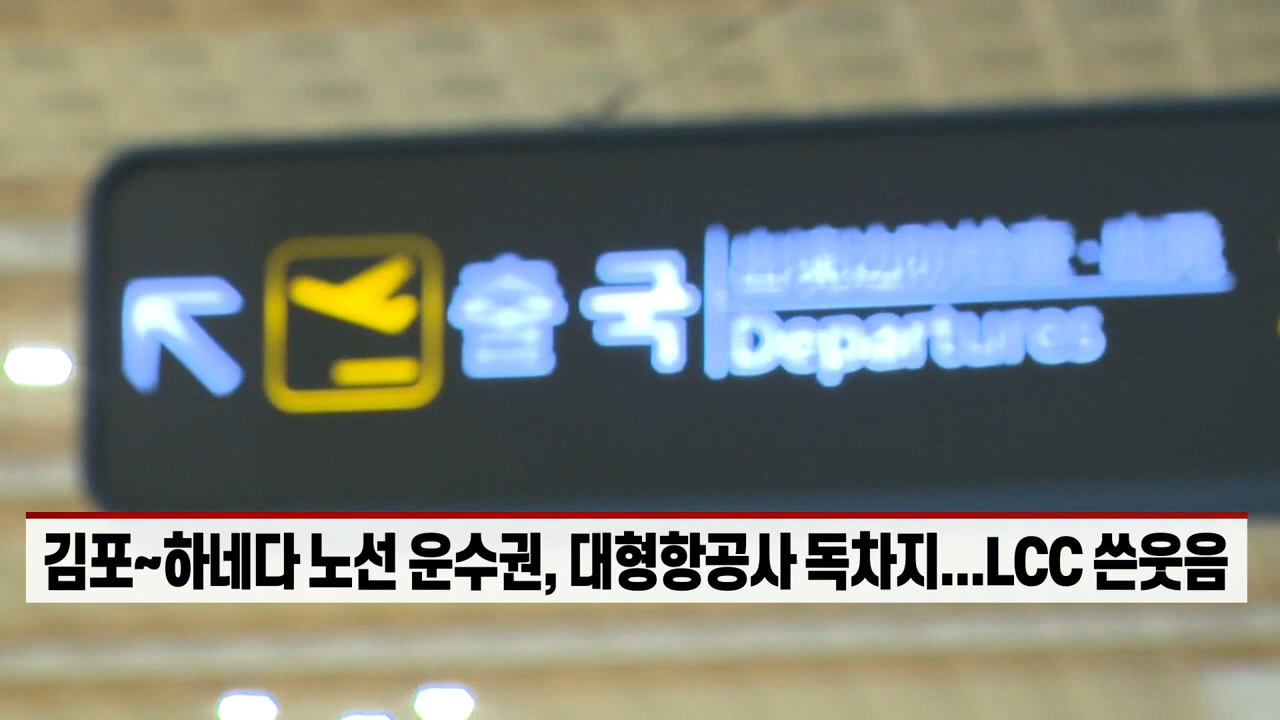 출국
Departures
김포~하네다 노선 운수권, 대형항공사 독차지...LCC 쓴웃음